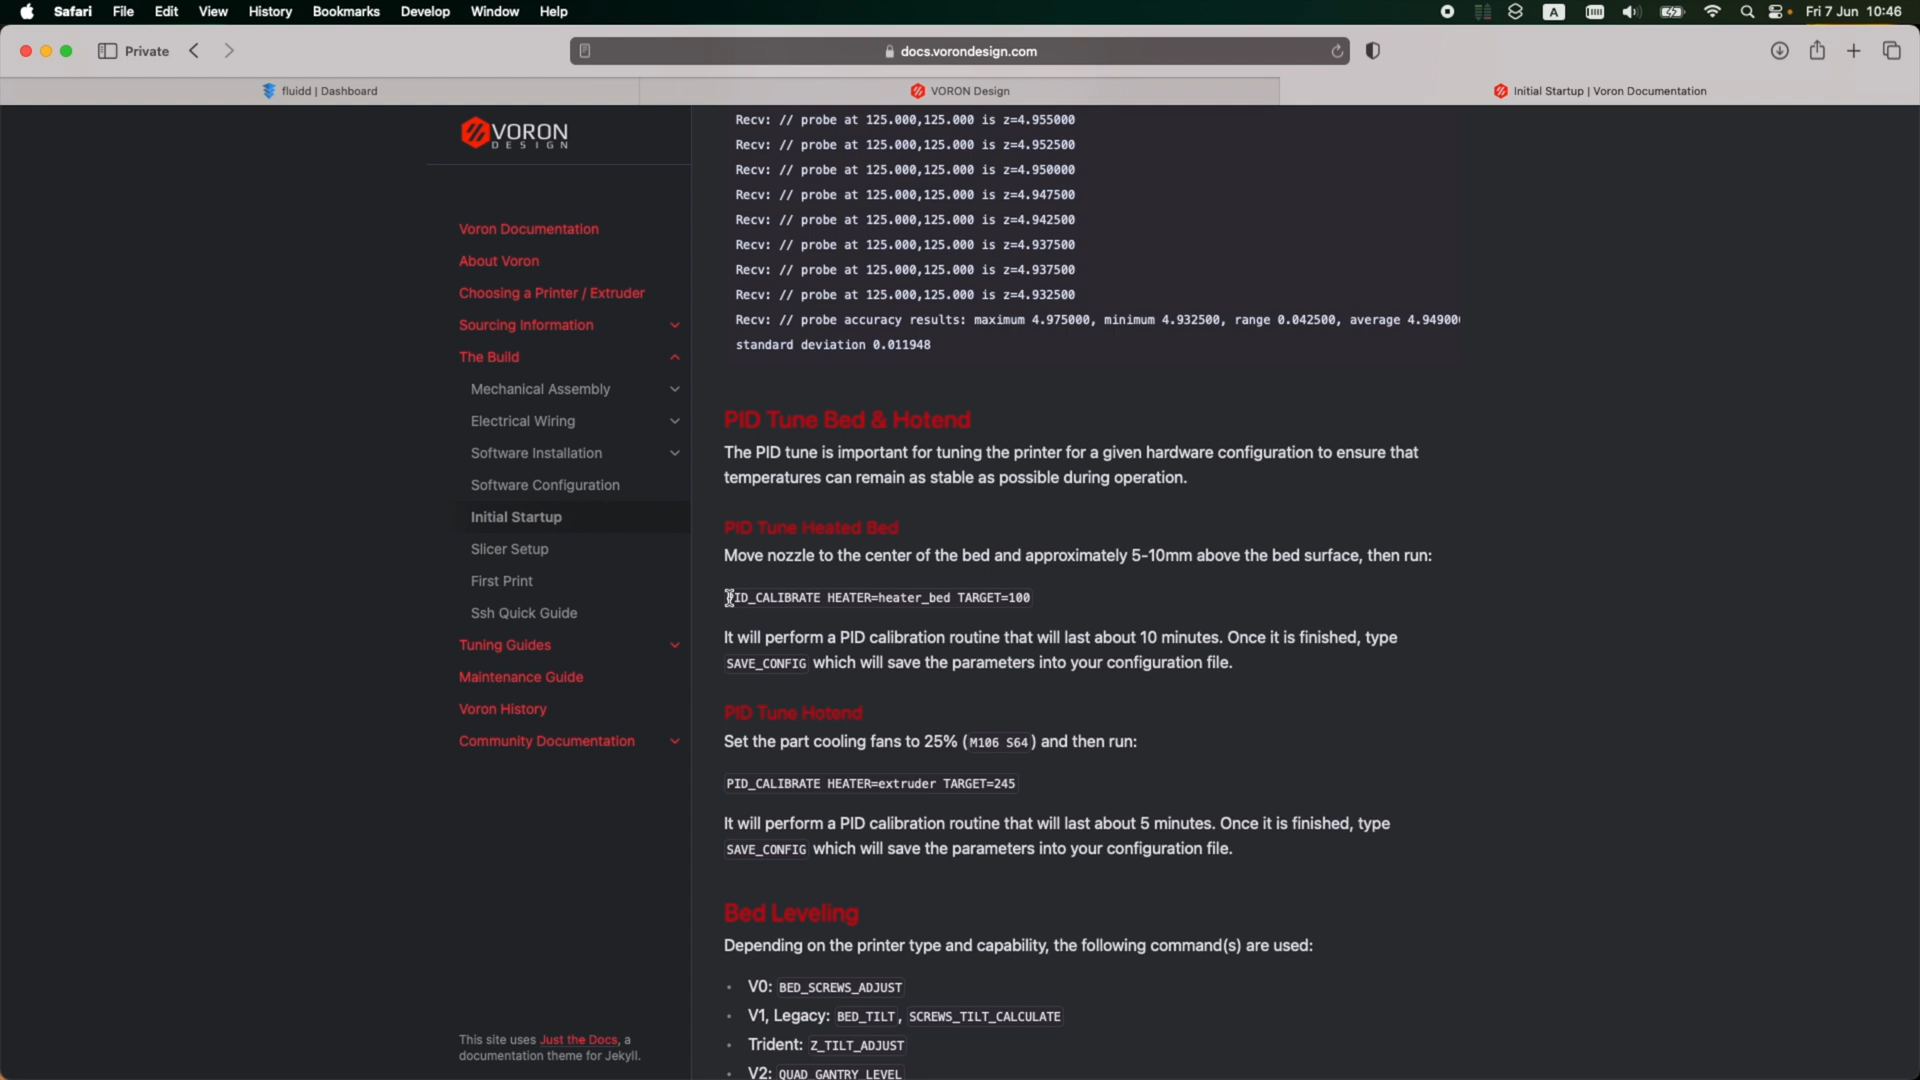 Safari File Edit View History Bookmarks Develop Window Help A Fri 7 Jun 10:46
Private docs.vorondesign.com
fluidd | Dashboard VORON Design Initial Startup | Voron Documentation
VORON
DESIGN
Voron Documentation
About Voron
Choosing a Printer / Extruder
Sourcing Information
The Build
Mechanical Assembly
Electrical Wiring
Software Installation
Software Configuration
Initial Startup
Slicer Setup
First Print
Ssh Quick Guide
Tuning Guides
Maintenance Guide
Voron History
Community Documentation
This site uses Just the Docs, a
documentation theme for Jekyll.
Recv: // probe at 125.000,125.000 is z=4.955000
Recv: // probe at 125.000,125.000 is z=4.952500
Recv: // probe at 125.000,125.000 is z=4.950000
Recv: // probe at 125.000,125.000 is z=4.947500
Recv: // probe at 125.000,125.000 is z=4.942500
Recv: // probe at 125.000,125.000 is z=4.937500
Recv: // probe at 125.000,125.000 is z=4.937500
Recv: // probe at 125.000,125.000 is z=4.932500
Recv: // probe accuracy results: maximum 4.975000, minimum 4.932500, range 0.042500, average 4.9490
standard deviation 0.011948
PID Tune Bed & Hotend
The PID tune is important for tuning the printer for a given hardware configuration to ensure that
temperatures can remain as stable as possible during operation.
PID Tune Heated Bed
Move nozzle to the center of the bed and approximately 5-10mm above the bed surface, then run:
PID_CALIBRATE HEATER=heater_bed TARGET=100
It will perform a PID calibration routine that will last about 10 minutes. Once it is finished, type
SAVE_CONFIG which will save the parameters into your configuration file.
PID Tune Hotend
Set the part cooling fans to 25% (M106 S64) and then run:
PID_CALIBRATE HEATER=extruder TARGET=245
It will perform a PID calibration routine that will last about 5 minutes. Once it is finished, type
SAVE_CONFIG which will save the parameters into your configuration file.
Bed Leveling
Depending on the printer type and capability, the following command(s) are used:
• V0: BED_SCREWS_ADJUST
• V1, Legacy: BED_TILT, SCREWS_TILT_CALCULATE
• Trident: Z_TILT_ADJUST
• V2: QUAD_GANTRY_LEVEL